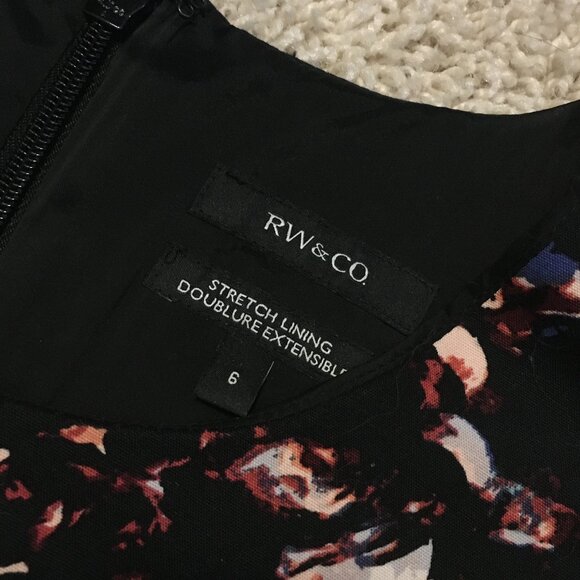 RW&CO.
STRETCH LINING
DOUBLURE EXTENSIBLE
6